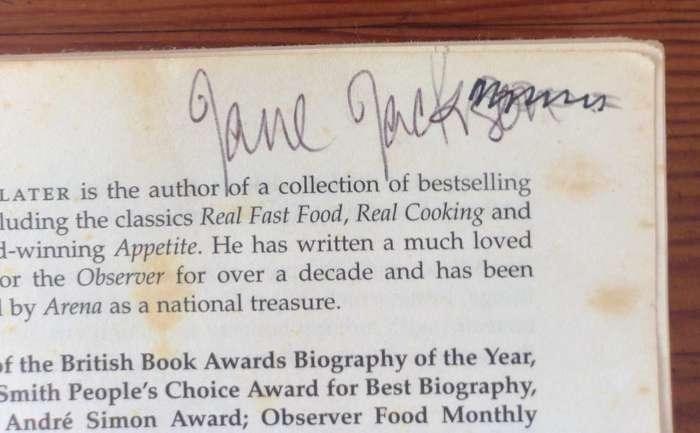 Jane Jackson
LATER is the author of a collection of bestselling
luding the classics Real Fast Food, Real Cooking and
d-winning Appetite. He has written a much loved
or the Observer for over a decade and has been
l by Arena as a national treasure.
of the British Book Awards Biography of the Year,
Smith People's Choice Award for Best Biography,
André Simon Award; Observer Food Monthly